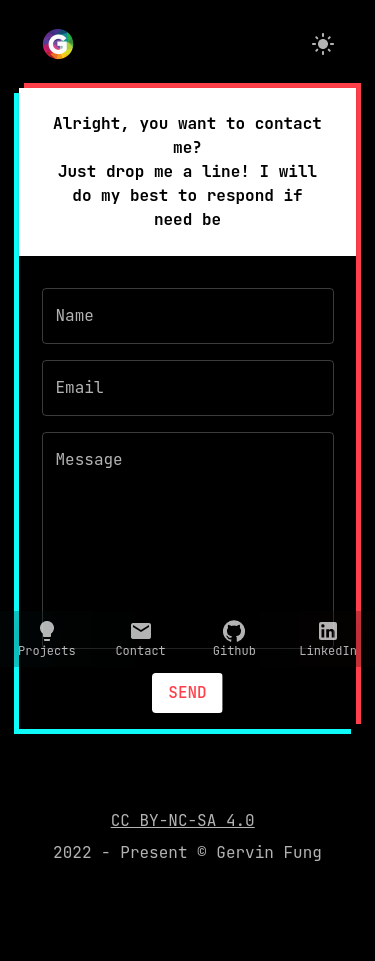 G
Alright, you want to contact
me?
Just drop me a line! I will
do my best to respond if
need be
Name
Email
Message
Projects
Contact
Github
LinkedIn
SEND
CC BY-NC-SA 4.0
2022 - Present © Gervin Fung